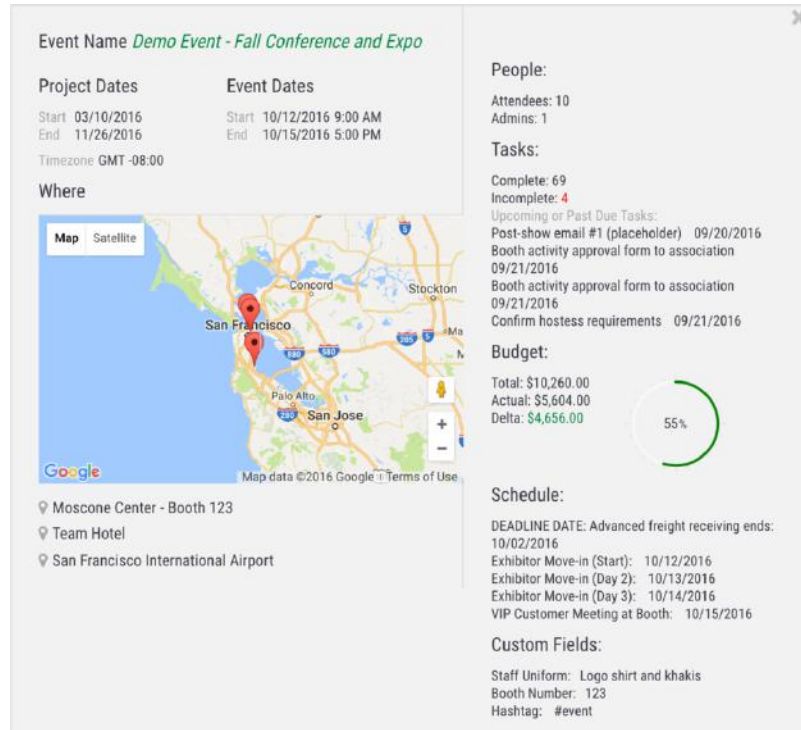 Event Name Demo Event - Fall Conference and Expo
Project Dates
Start 03/10/2016
End 11/26/2016
Timezone GMT -08:00
Event Dates
Start 10/12/2016 9:00 AM
End 10/15/2016 5:00 PM
Where
Map Satellite
Concord
Stockton
San Francisco
580
580
205
5
5
Ma
Palo Alto
280
San Jose
+
−
Google
Map data ©2016 Google Terms of Use
Moscone Center - Booth 123
Team Hotel
San Francisco International Airport
People:
Attendees: 10
Admins: 1
Tasks:
Complete: 69
Incomplete: 4
Upcoming or Past Due Tasks:
Post-show email #1 (placeholder) 09/20/2016
Booth activity approval form to association
09/21/2016
Booth activity approval form to association
09/21/2016
Confirm hostess requirements 09/21/2016
Budget:
Total: $10,260.00
Actual: $5,604.00
Delta: $4,656.00
55%
Schedule:
DEADLINE DATE: Advanced freight receiving ends:
10/02/2016
Exhibitor Move-in (Start): 10/12/2016
Exhibitor Move-in (Day 2): 10/13/2016
Exhibitor Move-in (Day 3): 10/14/2016
VIP Customer Meeting at Booth: 10/15/2016
Custom Fields:
Staff Uniform: Logo shirt and khakis
Booth Number: 123
Hashtag: #event